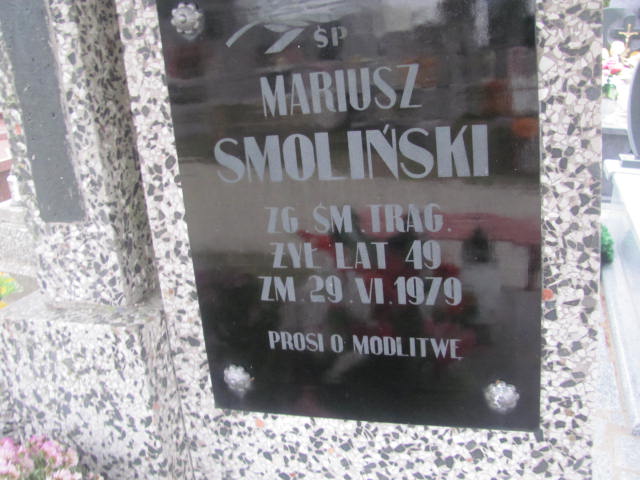 ŚP
MARIUSZ
SMOLIŃSKI
ZG. ŚM. TRAG.
ŻYŁ LAT 49
ZM. 29. VI. 1979
PROSI O MODLITWĘ